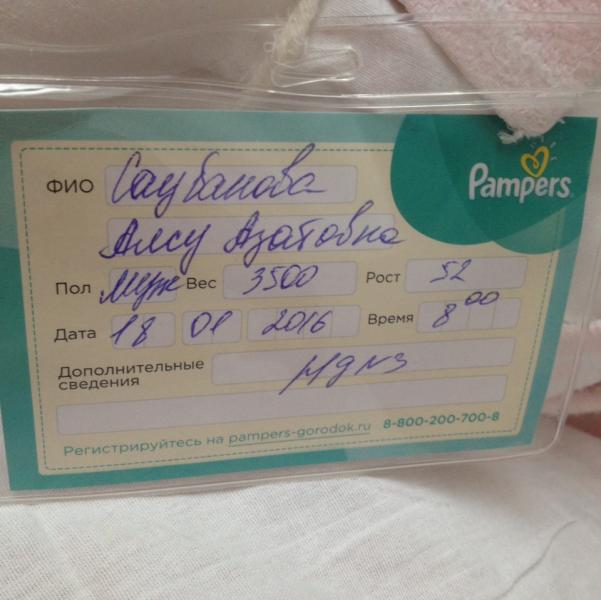 Pampers
ФИО Саубанова
Алсу Азатовна
Пол муж Вес 3500 Рост 52
Дата 18 01 2016 Время 8 00
Дополнительные
сведения
Регистрируйтесь на pampers-gorodok.ru 8-800-200-700-8